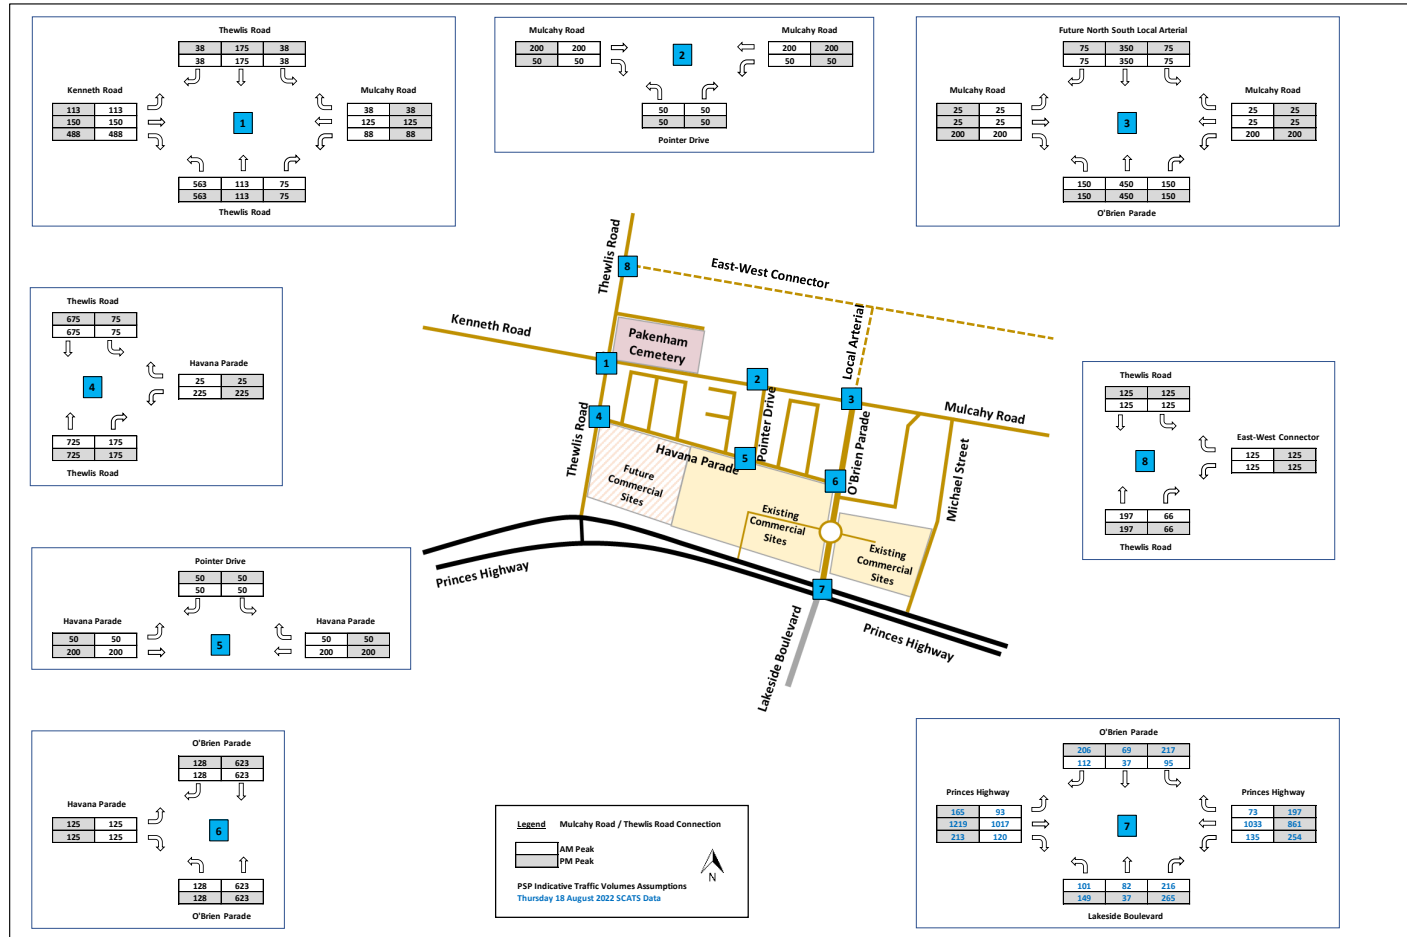 Thewlis Road
38 175 38
38 175 38
Kenneth Road
113 113
150 150
488 488
1
Mulcahy Road
38 38
125 125
88 88
563 113 75
563 113 75
Thewlis Road
Mulcahy Road
200 200
50 50
2
Mulcahy Road
200 200
50 50
50 50
50 50
Pointer Drive
Future North South Local Arterial
75 350 75
75 350 75
Mulcahy Road
25 25
25 25
200 200
3
Mulcahy Road
25 25
25 25
200 200
150 450 150
150 450 150
O'Brien Parade
Thewlis Road
675 75
675 75
4
Havana Parade
25 25
225 225
725 175
725 175
Thewlis Road
Thewlis Road
8
East-West Connector
Kenneth Road
Pakenham
Cemetery
Local Arterial
1
2
3
Mulcahy Road
Thewlis Road
4
Pointer Drive
O'Brien Parade
Havana Parade
5
6
Michael Street
Future
Commercial
Sites
Existing
Commercial
Sites
Existing
Commercial
Sites
Princes Highway
7
Princes Highway
Lakeside Boulevard
Thewlis Road
125 125
125 125
8
East-West Connector
125 125
125 125
197 66
197 66
Thewlis Road
Pointer Drive
50 50
50 50
Havana Parade
50 50
200 200
5
Havana Parade
50 50
200 200
O'Brien Parade
128 623
128 623
Havana Parade
125 125
125 125
6
128 623
128 623
O'Brien Parade
Legend Mulcahy Road / Thewlis Road Connection
AM Peak
PM Peak
N
PSP Indicative Traffic Volumes Assumptions
Thursday 18 August 2022 SCATS Data
O'Brien Parade
206 69 217
112 37 95
Princes Highway
165 93
1219 1017
213 120
7
Princes Highway
73 197
1033 861
135 254
101 82 216
149 37 265
Lakeside Boulevard